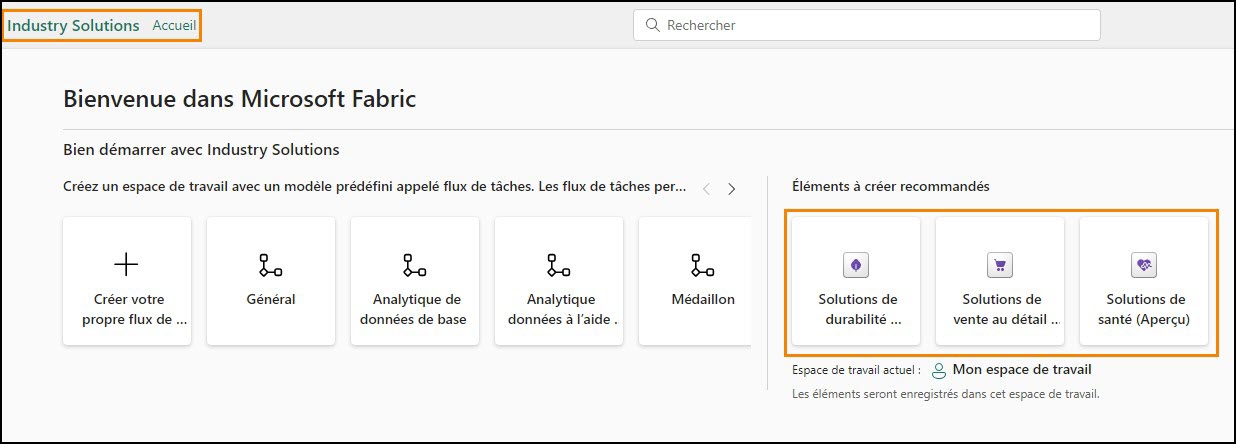 Industry Solutions Accueil
Rechercher
Bienvenue dans Microsoft Fabric
Bien démarrer avec Industry Solutions
Créez un espace de travail avec un modèle prédéfini appelé flux de tâches. Les flux de tâches per...
Éléments à créer recommandés
Créer votre
propre flux de ...
Général
Analytique de
données de base
Analytique
données à l'aide .
Médaillon
Solutions de
durabilité ...
Solutions de
vente au détail ...
Solutions de
santé (Aperçu)
Espace de travail actuel : Mon espace de travail
Les éléments seront enregistrés dans cet espace de travail.